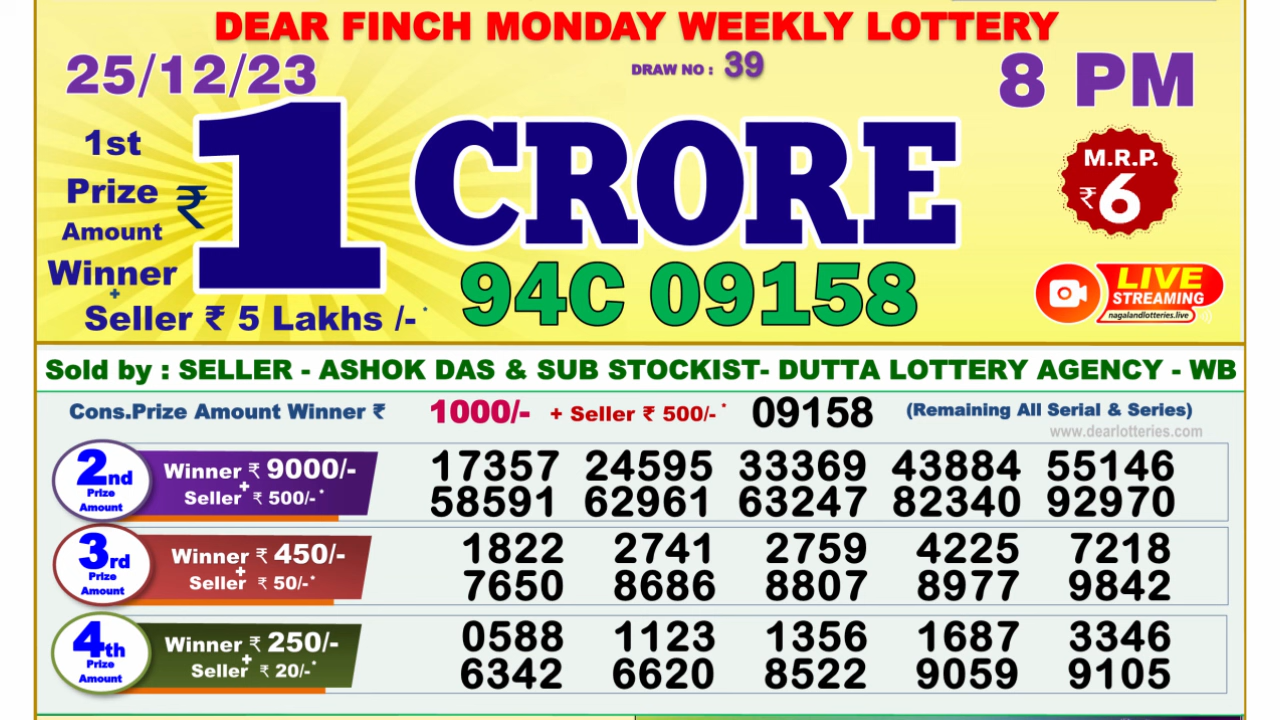 DEAR FINCH MONDAY WEEKLY LOTTERY
25/12/23
DRAW NO : 39
8 PM
1st
Prize
Amount
Winner
+
Seller ₹ 5 Lakhs /-*
₹ 1 CRORE
94C 09158
M.R.P.
₹6
LIVE
STREAMING
nagalandlotteries.live
Sold by : SELLER - ASHOK DAS & SUB STOCKIST- DUTTA LOTTERY AGENCY - WB
Cons.Prize Amount Winner ₹ 1000/- + Seller ₹ 500/-* 09158 (Remaining All Serial & Series)
www.dearlotteries.com
2nd
Prize
Amount
Winner ₹ 9000/-
+
Seller ₹ 500/-*
17357 24595 33369 43884 55146
58591 62961 63247 82340 92970
3rd
Prize
Amount
Winner ₹ 450/-
+
Seller ₹ 50/-*
1822 2741 2759 4225 7218
7650 8686 8807 8977 9842
4th
Prize
Amount
Winner ₹ 250/-
+
Seller ₹ 20/-*
0588 1123 1356 1687 3346
6342 6620 8522 9059 9105